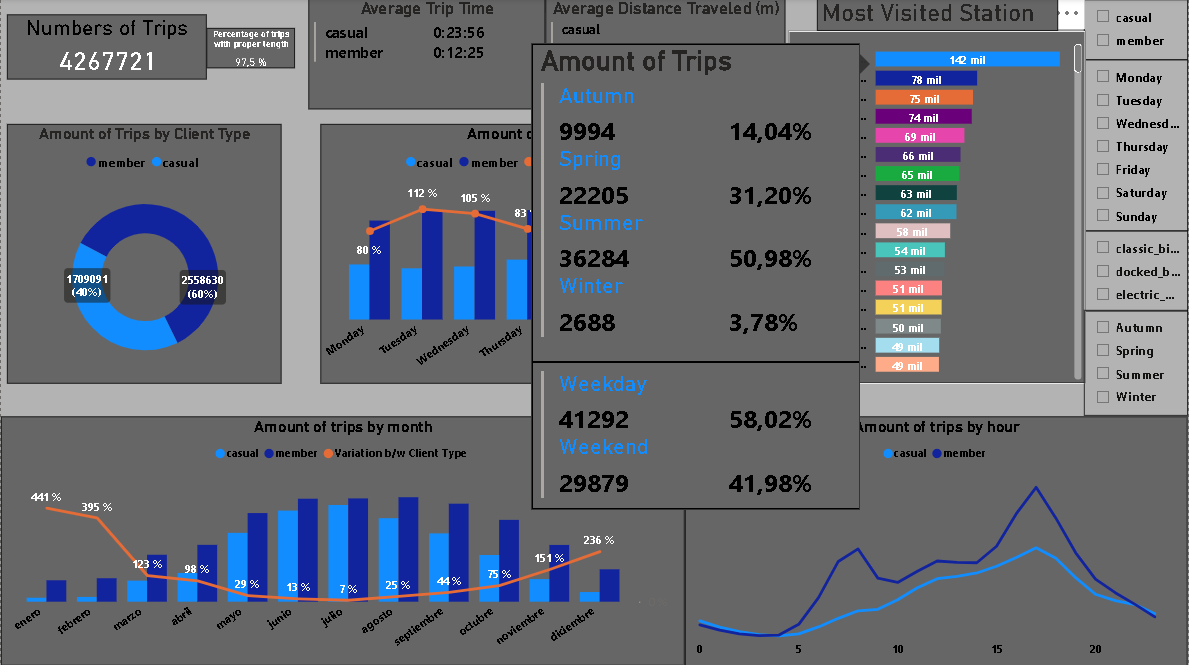 Numbers of Trips
4267721
Percentage of trips
with proper length
97,5 %
Average Trip Time
casual 0:23:56
member 0:12:25
Average Distance Traveled (m)
casual
Most Visited Station
142 mil
78 mil
75 mil
74 mil
69 mil
66 mil
65 mil
63 mil
62 mil
58 mil
54 mil
53 mil
51 mil
51 mil
50 mil
49 mil
49 mil
casual
member
Monday
Tuesday
Wednesd...
Thursday
Friday
Saturday
Sunday
classic_bi...
docked_b...
electric_...
Autumn
Spring
Summer
Winter
Amount of Trips by Client Type
member casual
1709091
(40%)
2558630
(60%)
Amount o
casual member
80 %
112 %
105 %
83
Monday
Tuesday
Wednesday
Thursday
Amount of Trips
Autumn
9994 14,04%
Spring
22205 31,20%
Summer
36284 50,98%
Winter
2688 3,78%
Weekday
41292 58,02%
Weekend
29879 41,98%
Amount of trips by month
casual member Variation b/w Client Type
441 %
395 %
123 %
98 %
29 %
13 %
7 %
25 %
44 %
75 %
151 %
236 %
enero
febrero
marzo
abril
mayo
junio
julio
agosto
septiembre
octubre
noviembre
diciembre
Amount of trips by hour
casual member
0 5 10 15 20